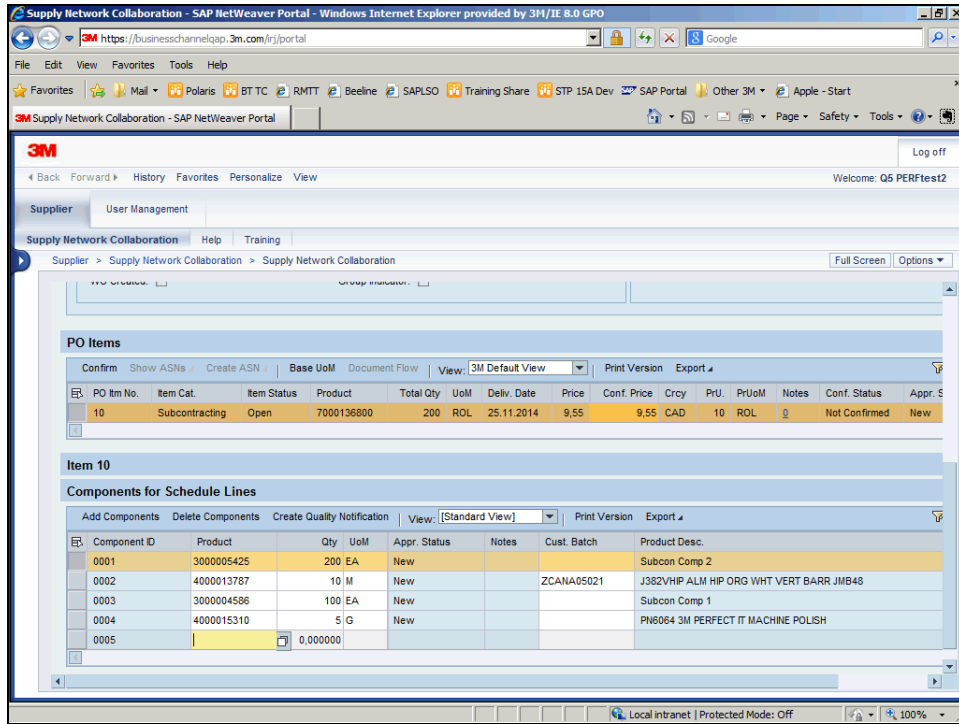 Supply Network Collaboration - SAP NetWeaver Portal - Windows Internet Explorer provided by 3M/IE 8.0 GPO
3M https://businesschannelqap.3m.com/irj/portal Google
File Edit View Favorites Tools Help
Favorites Mail Polaris BT TC RMTT Beeline SAPLSO Training Share STP 15A Dev SAP Portal Other 3M Apple - Start
3M Supply Network Collaboration - SAP NetWeaver Portal Page Safety Tools
3M Log off
Back Forward History Favorites Personalize View Welcome: Q5 PERFtest2
Supplier User Management
Supply Network Collaboration Help Training
Supplier > Supply Network Collaboration > Supply Network Collaboration Full Screen Options
WO Created: Group Indicator:
PO Items
Confirm Show ASNs Create ASN Base UoM Document Flow View: 3M Default View Print Version Export
PO Itm No. Item Cat. Item Status Product Total Qty UoM Deliv. Date Price Conf. Price Crcy PrU. PrUoM Notes Conf. Status Appr. S
10 Subcontracting Open 7000136800 200 ROL 25.11.2014 9,55 9,55 CAD 10 ROL 0 Not Confirmed New
Item 10
Components for Schedule Lines
Add Components Delete Components Create Quality Notification View: [Standard View] Print Version Export
Component ID Product Qty UoM Appr. Status Notes Cust. Batch Product Desc.
0001 3000005425 200 EA New Subcon Comp 2
0002 4000013787 10 M New ZCANA05021 J382VHIP ALM HIP ORG WHT VERT BARR JMB48
0003 3000004586 100 EA New Subcon Comp 1
0004 4000015310 5 G New PN6064 3M PERFECT IT MACHINE POLISH
0005 0,000000
Local intranet | Protected Mode: Off 100%